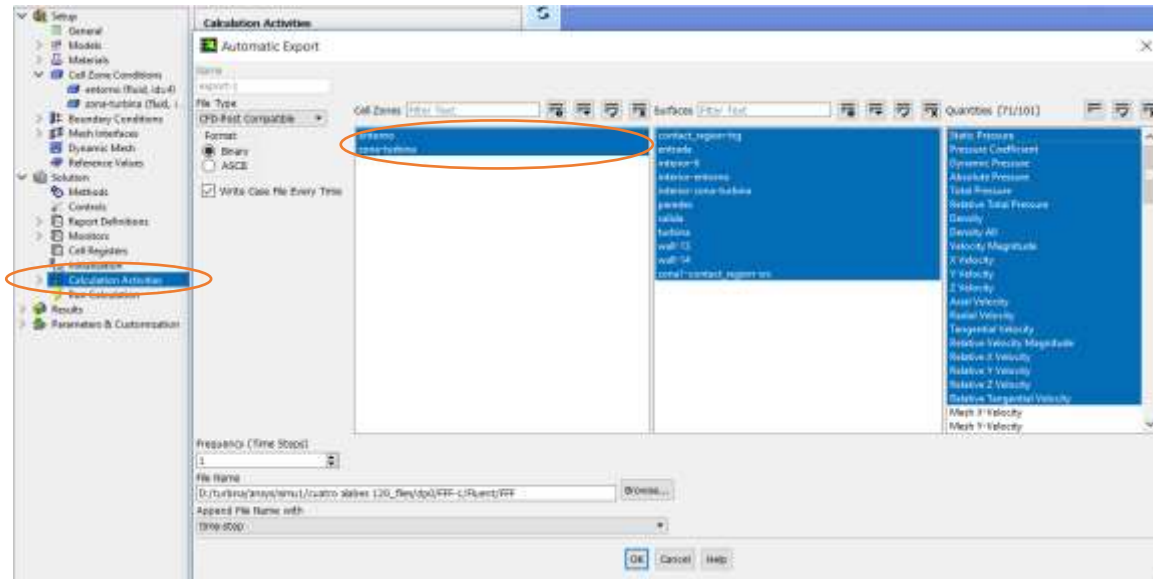 Setup
General
Models
Materials
Cell Zone Conditions
entorno (fluid, id=4)
zona-turbina (fluid, i
Boundary Conditions
Mesh Interfaces
Dynamic Mesh
Reference Values
Solution
Methods
Controls
Report Definitions
Monitors
Cell Registers
Calculation Activities
Run Calculation
Results
Parameters & Customization
Calculation Activities
Automatic Export
Name
export-1
File Type
CFD-Post Compatible
Format
Binary
ASCII
Write Case File Every Time
Cell Zones Filter Text
entorno
zona-turbina
Surfaces Filter Text
contact_region-trg
entrada
interior-entorno
interior-zona-turbina
paredes
salida
turbina
wall-13
wall-14
Quantities (71/101)
Static Pressure
Pressure Coefficient
Dynamic Pressure
Absolute Pressure
Total Pressure
Relative Total Pressure
Density
Density All
Velocity Magnitude
X Velocity
Y Velocity
Z Velocity
Axial Velocity
Radial Velocity
Tangential Velocity
Relative Velocity Magnitude
Relative X Velocity
Relative Y Velocity
Relative Z Velocity
Relative Tangential Velocity
Mesh X-Velocity
Mesh Y-Velocity
Frequency (Time Steps)
1
File Name
D:/turbina/ansys/simu1/cuatro alabes 120_files/dp0/FFF-1/Fluent/FFF
Browse...
Append File Name with
time-step
OK Cancel Help